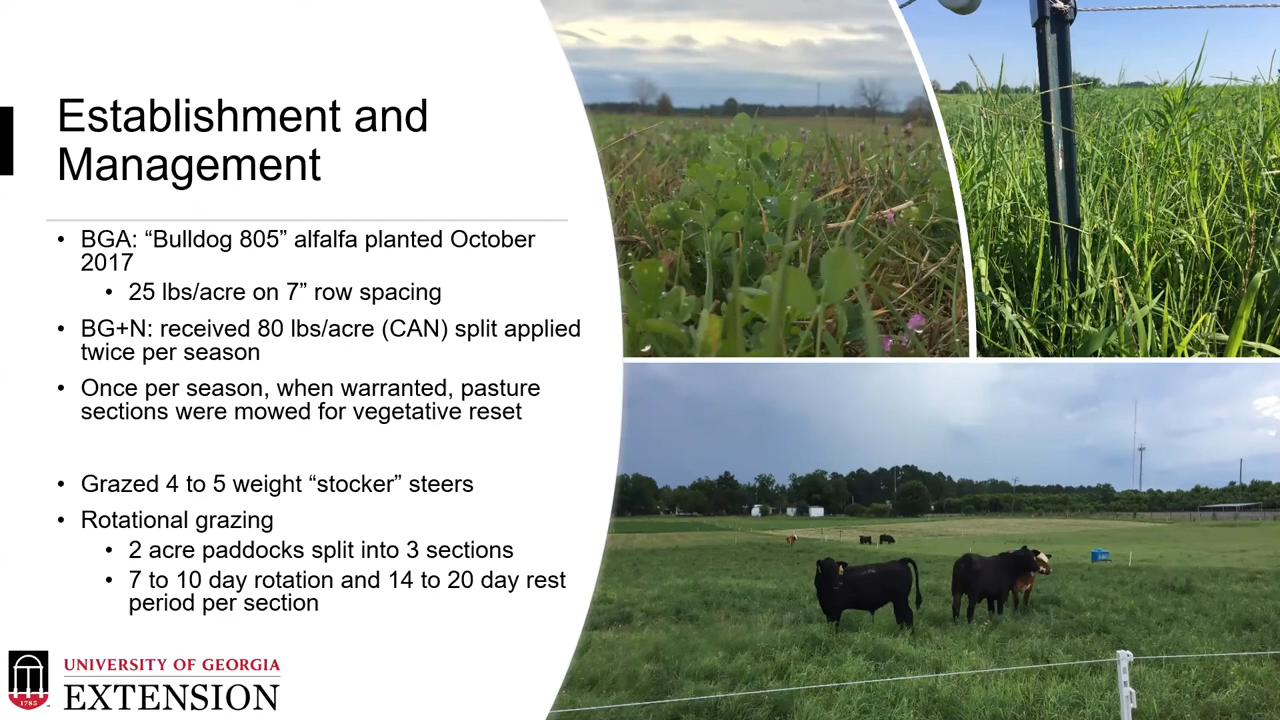 Establishment and
Management
• BGA: “Bulldog 805” alfalfa planted October
2017
• 25 lbs/acre on 7” row spacing
• BG+N: received 80 lbs/acre (CAN) split applied
twice per season
• Once per season, when warranted, pasture
sections were mowed for vegetative reset
• Grazed 4 to 5 weight “stocker” steers
• Rotational grazing
• 2 acre paddocks split into 3 sections
• 7 to 10 day rotation and 14 to 20 day rest
period per section
1785
UNIVERSITY OF GEORGIA
EXTENSION